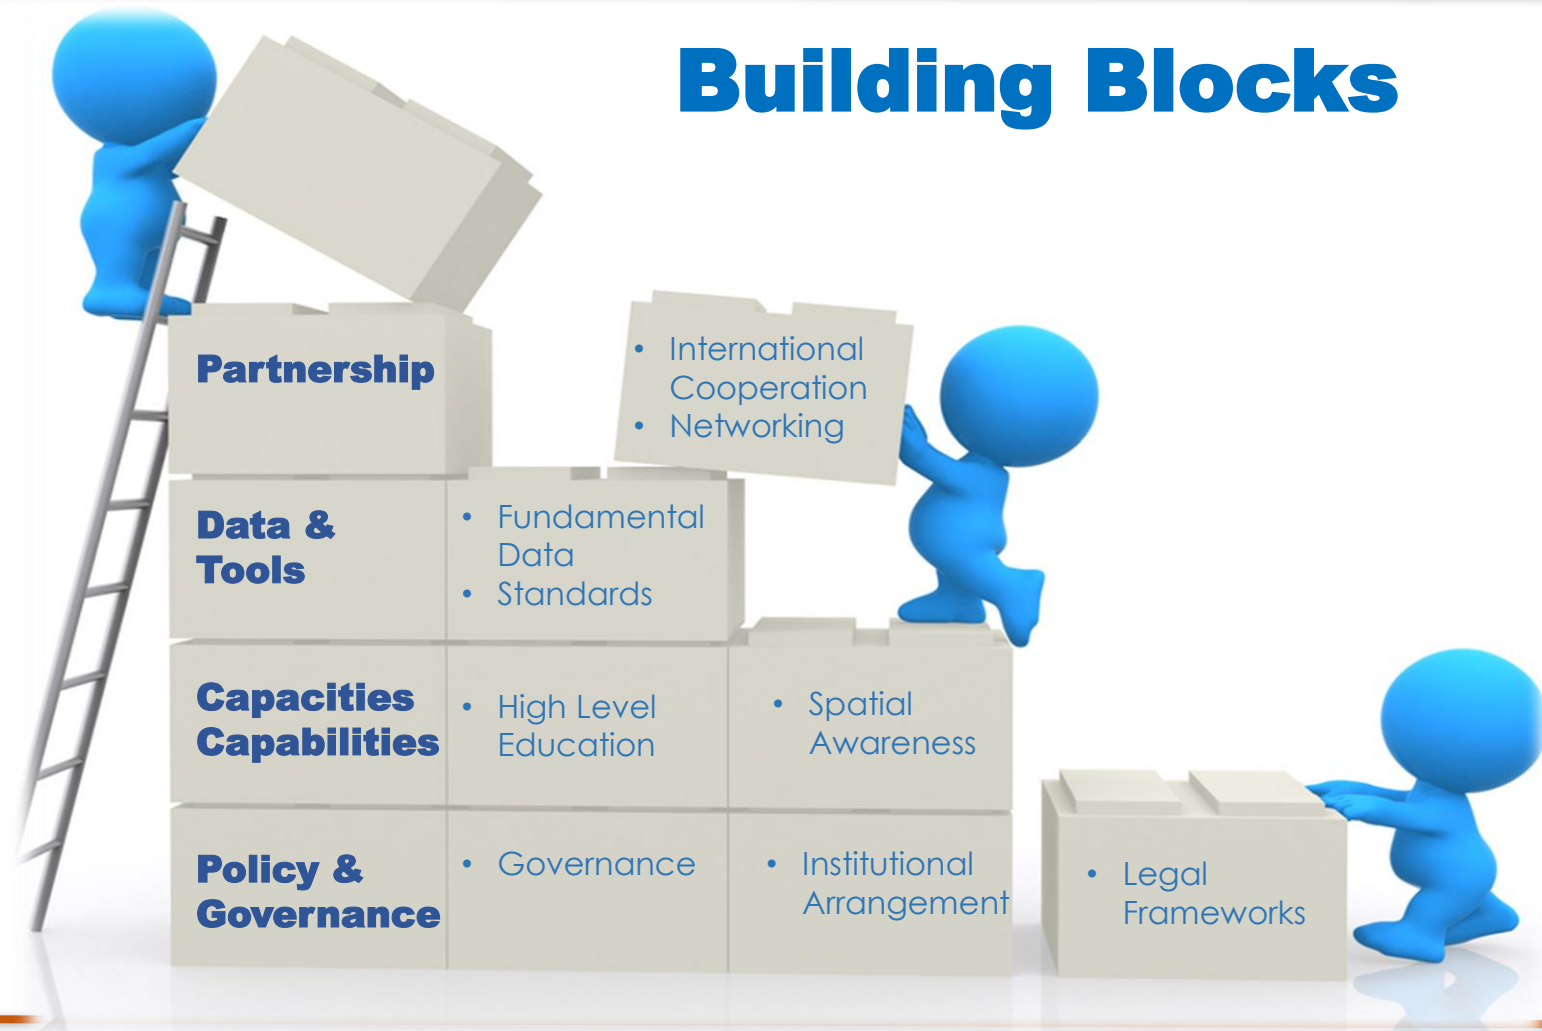 Building Blocks
Partnership
• International
Cooperation
• Networking
Data &
Tools
• Fundamental
Data
• Standards
Capacities
Capabilities
• High Level
Education
• Spatial
Awareness
Policy &
Governance
• Governance
• Institutional
Arrangement
• Legal
Frameworks